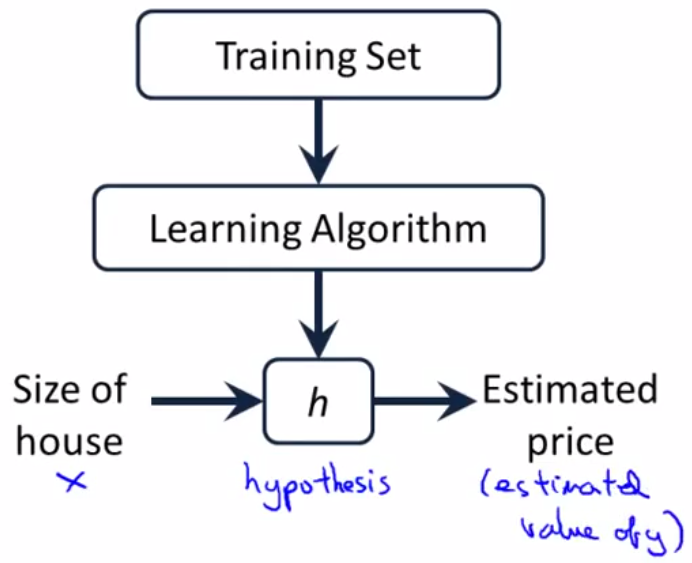 Training Set
Learning Algorithm
Size of
house
x
h
hypothesis
Estimated
price
(estimated
value of y)